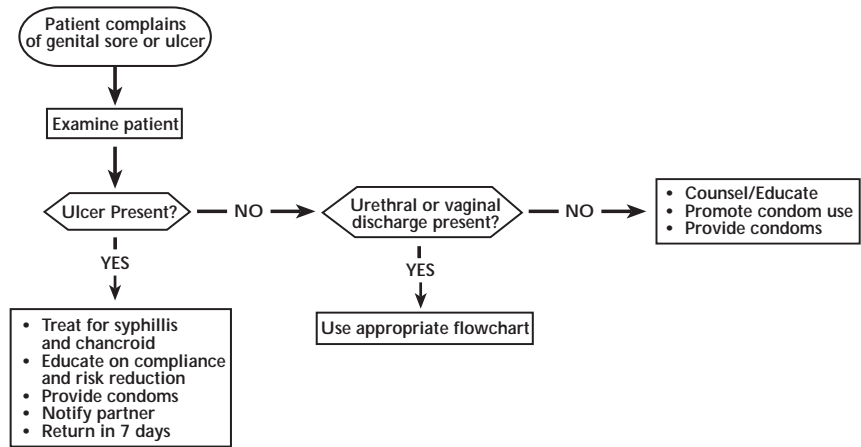 Patient complains
of genital sore or ulcer
Examine patient
Ulcer Present?
NO
Urethral or vaginal
discharge present?
NO
• Counsel/Educate
• Promote condom use
• Provide condoms
YES
YES
• Treat for syphillis
and chancroid
• Educate on compliance
and risk reduction
• Provide condoms
• Notify partner
• Return in 7 days
Use appropriate flowchart